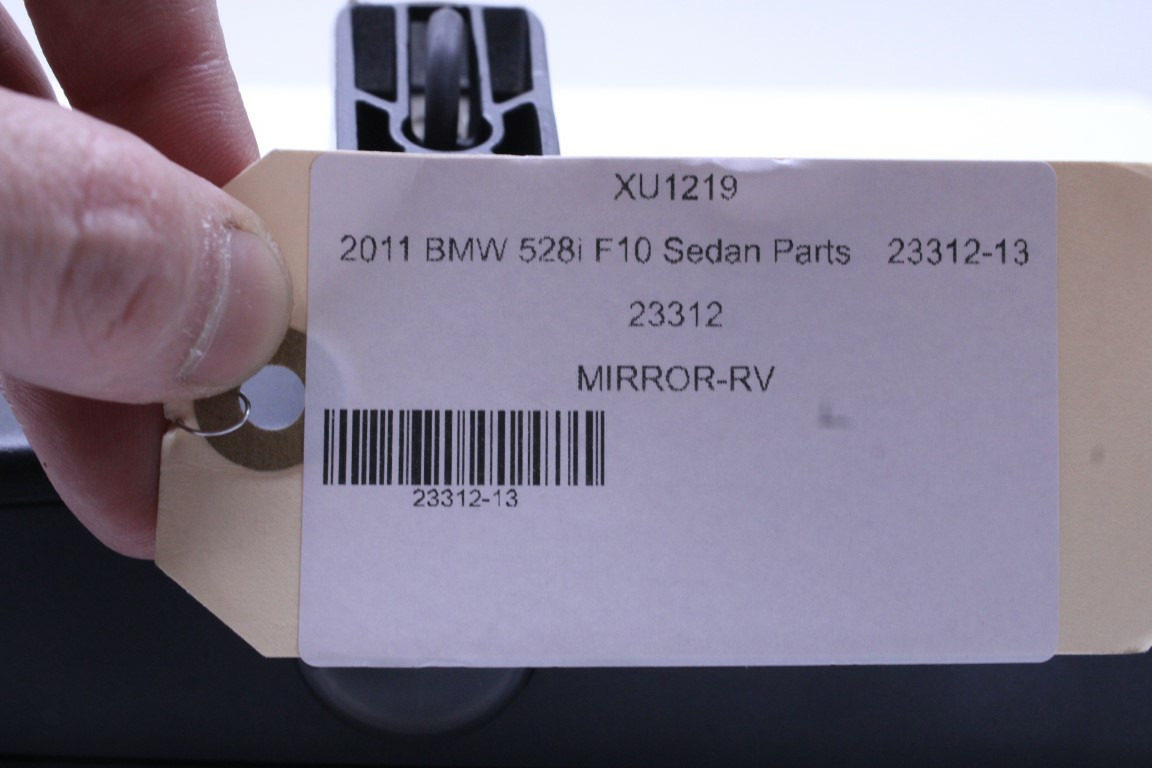 XU1219
2011 BMW 528i F10 Sedan Parts 23312-13
23312
MIRROR-RV
23312-13